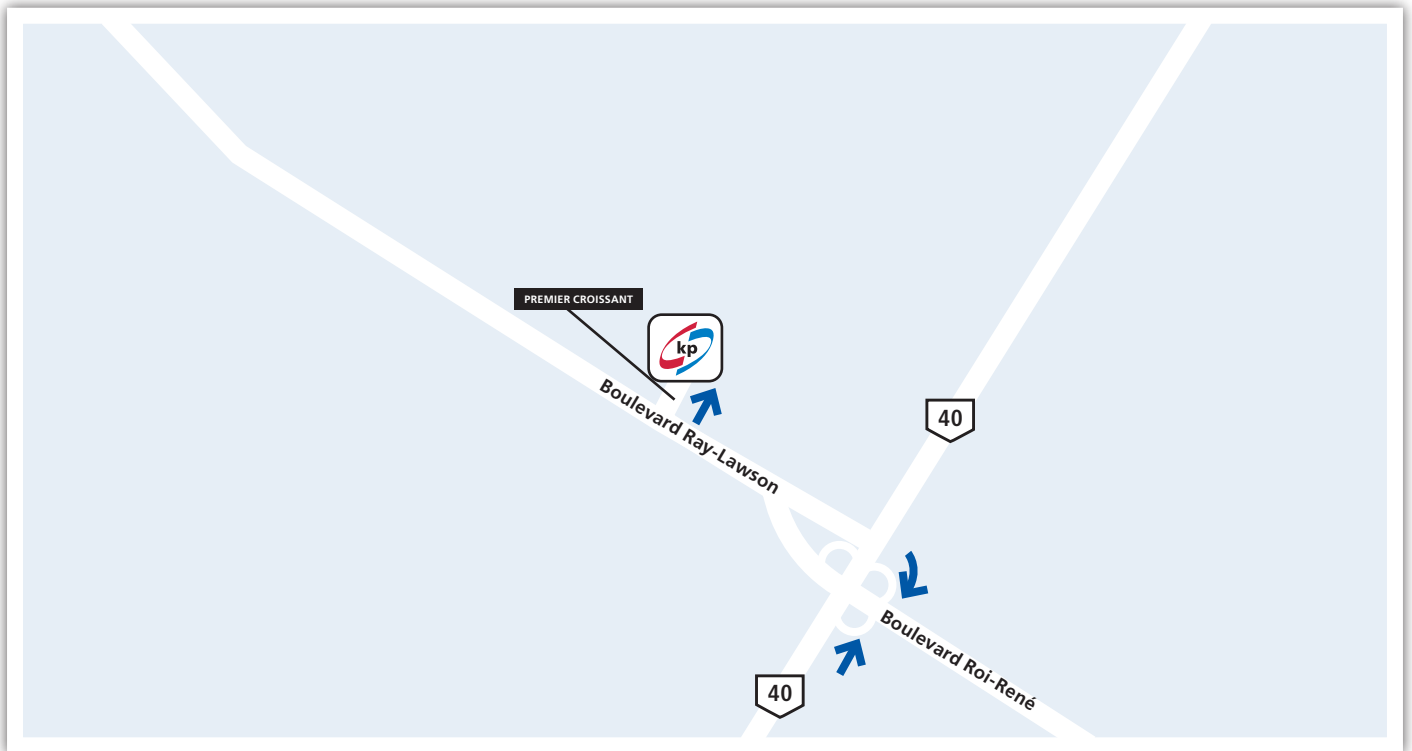 PREMIER CROISSANT
kp
Boulevard Ray-Lawson
40
Boulevard Roi-René
40